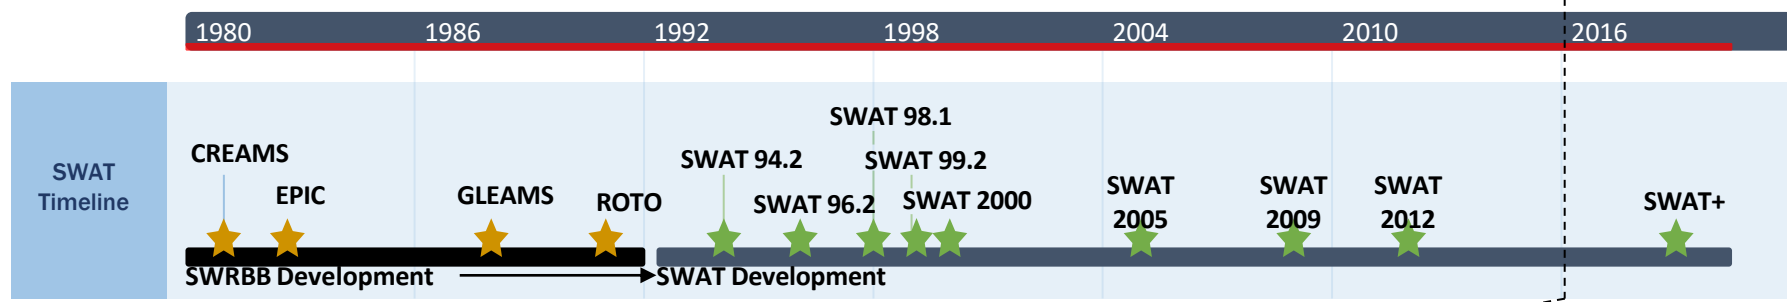 1980 1986 1992 1998 2004 2010 2016
SWAT
Timeline
SWAT 98.1
CREAMS
SWAT 94.2
SWAT 99.2
EPIC
GLEAMS
ROTO
SWAT 96.2
SWAT 2000
SWAT
2005
SWAT
2009
SWAT
2012
SWAT+
SWRBB Development
SWAT Development